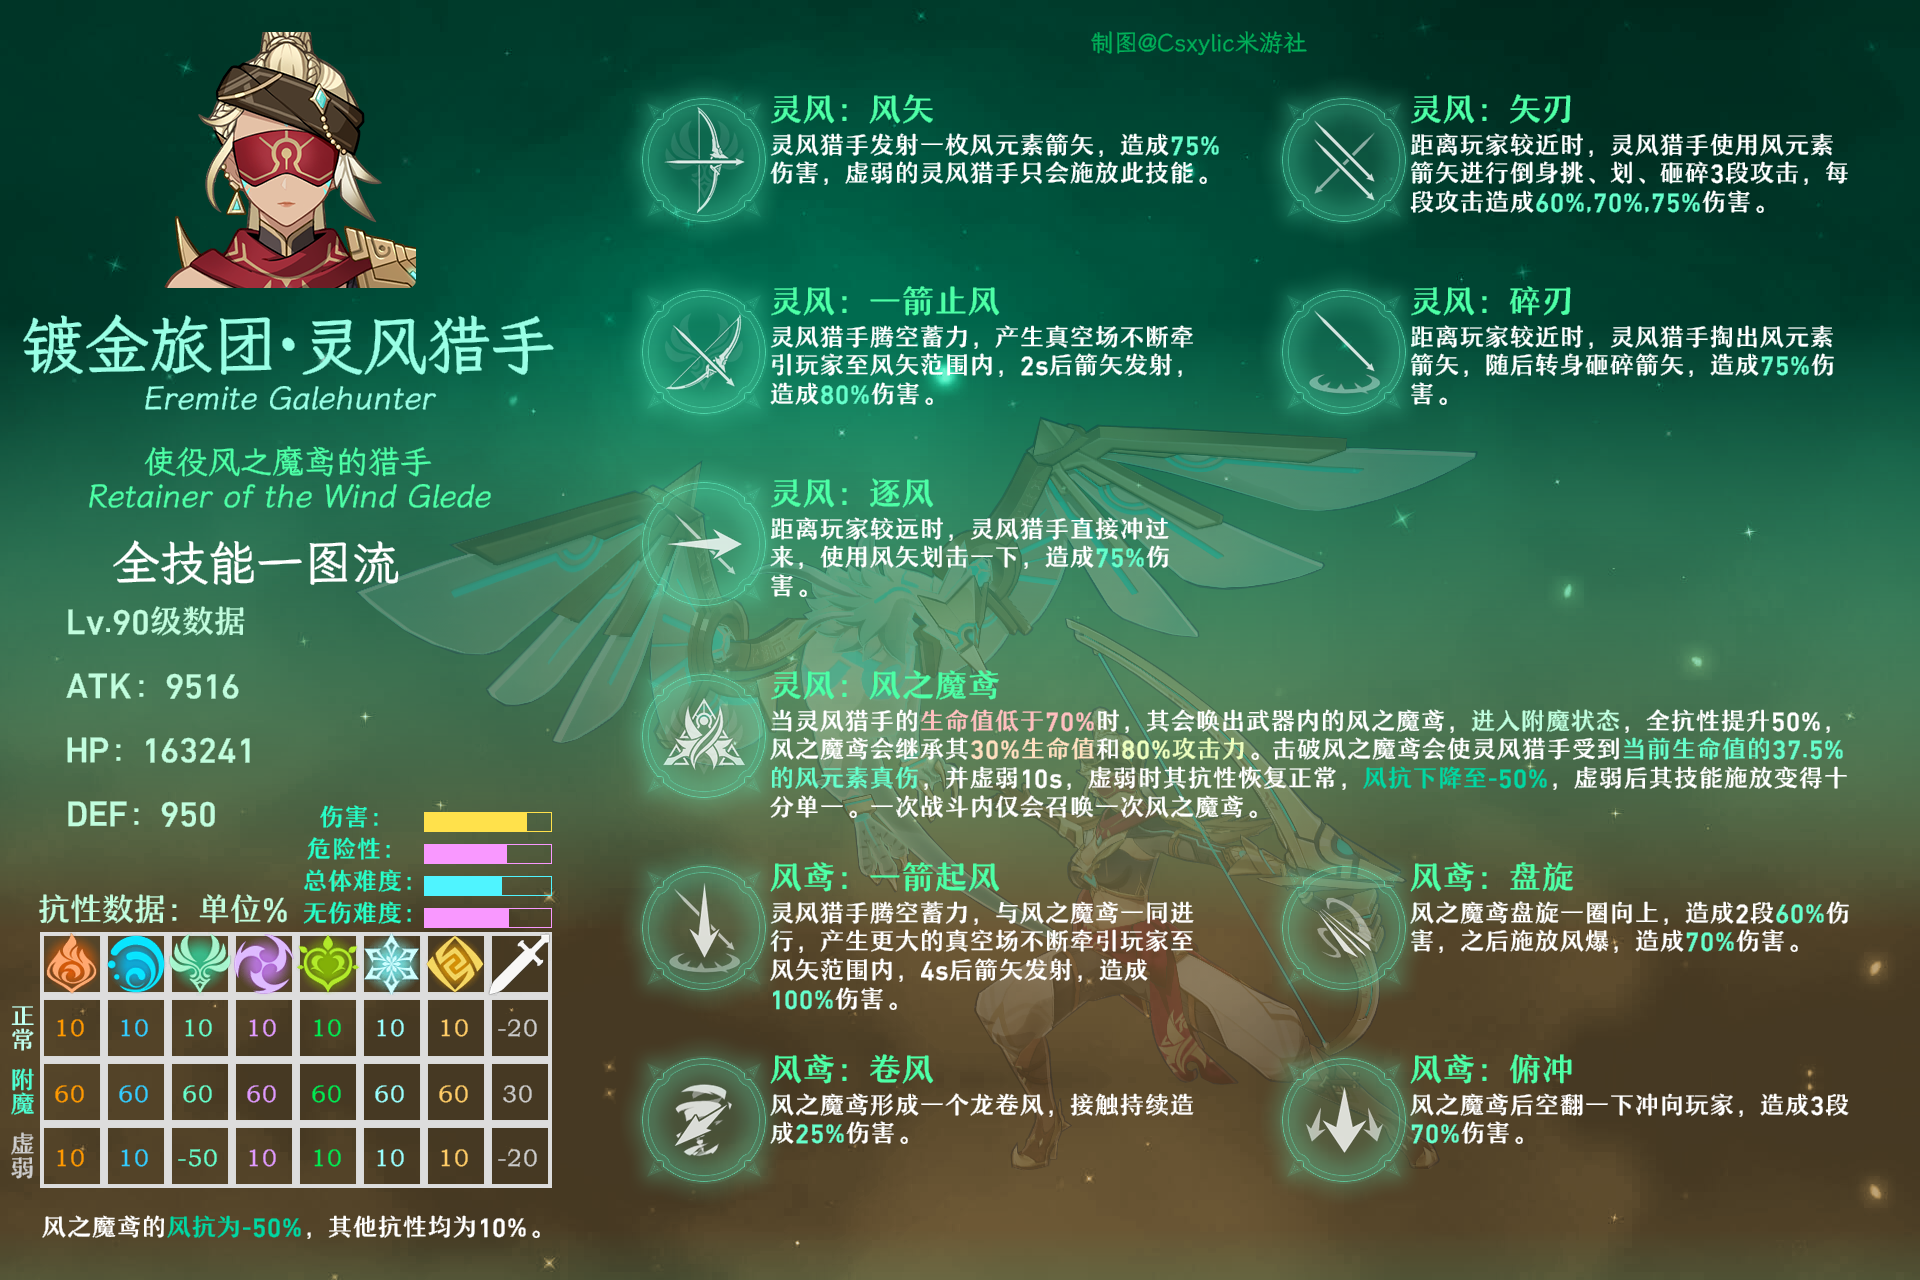 制图@Csxylic米游社
镀金旅团·灵风猎手
Eremite Galehunter
使役风之魔鸢的猎手
Retainer of the Wind Glede
全技能一图流
Lv.90级数据
ATK：9516
HP：163241
DEF：950
伤害：
危险性：
总体难度：
无伤难度：
抗性数据：单位%
正常 10 10 10 10 10 10 10 -20
附魔 60 60 60 60 60 60 60 30
虚弱 10 10 -50 10 10 10 10 -20
风之魔鸢的风抗为-50%，其他抗性均为10%。
灵风：风矢
灵风猎手发射一枚风元素箭矢，造成75%
伤害，虚弱的灵风猎手只会施放此技能。
灵风：矢刃
距离玩家较近时，灵风猎手使用风元素
箭矢进行倒身挑、划、砸碎3段攻击，每
段攻击造成60%,70%,75%伤害。
灵风：一箭止风
灵风猎手腾空蓄力，产生真空场不断牵
引玩家至风矢范围内，2s后箭矢发射，
造成80%伤害。
灵风：碎刃
距离玩家较近时，灵风猎手掏出风元素
箭矢，随后转身砸碎箭矢，造成75%伤
害。
灵风：逐风
距离玩家较远时，灵风猎手直接冲过
来，使用风矢划击一下，造成75%伤
害。
灵风：风之魔鸢
当灵风猎手的生命值低于70%时，其会唤出武器内的风之魔鸢，进入附魔状态，全抗性提升50%，
风之魔鸢会继承其30%生命值和80%攻击力。击破风之魔鸢会使灵风猎手受到当前生命值的37.5%
的风元素真伤，并虚弱10s，虚弱时其抗性恢复正常，风抗下降至-50%，虚弱后其技能施放变得十
分单一。一次战斗内仅会召唤一次风之魔鸢。
风鸢：一箭起风
灵风猎手腾空蓄力，与风之魔鸢一同进
行，产生更大的真空场不断牵引玩家至
风矢范围内，4s后箭矢发射，造成
100%伤害。
风鸢：盘旋
风之魔鸢盘旋一圈向上，造成2段60%伤
害，之后施放风爆，造成70%伤害。
风鸢：卷风
风之魔鸢形成一个龙卷风，接触持续造
成25%伤害。
风鸢：俯冲
风之魔鸢后空翻一下冲向玩家，造成3段
70%伤害。